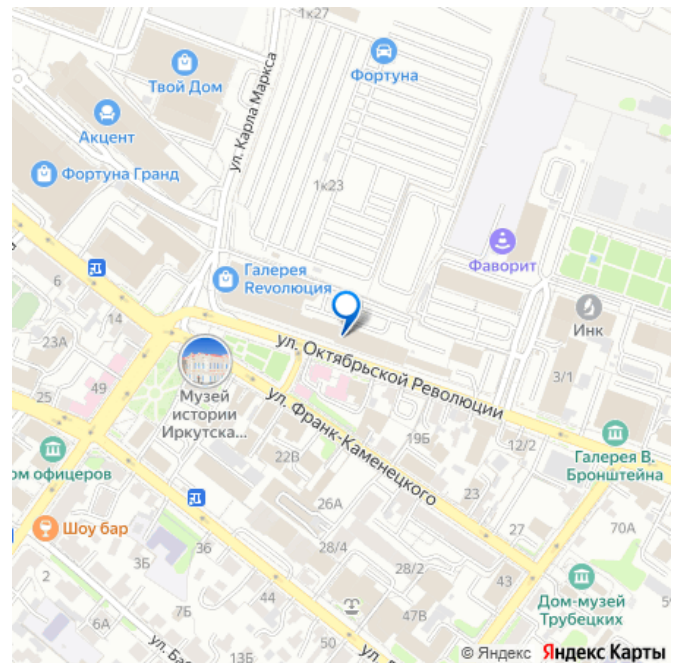 1к27
Фортуна
Твой Дом
ул. Карла Маркса
Акцент
1к23
Фортуна Гранд
Фаворит
Галерея
Revолюция
6
14
Инк
ул. Октябрьской Революции
23А
3/1
25
49
Музей
истории
Иркутска...
ул. Франк-Каменецкого
19Б
12/2
Галерея В.
Бронштейна
ом офицеров
22В
26А
23
Шоу бар
27
70А
3Б
36
28/4
2
28/2
43
Дом-музей
Трубецких
7Б
44
47В
6А
ул. Ба
13Б
50
ул. Д
© Яндекс Яндекс Карты